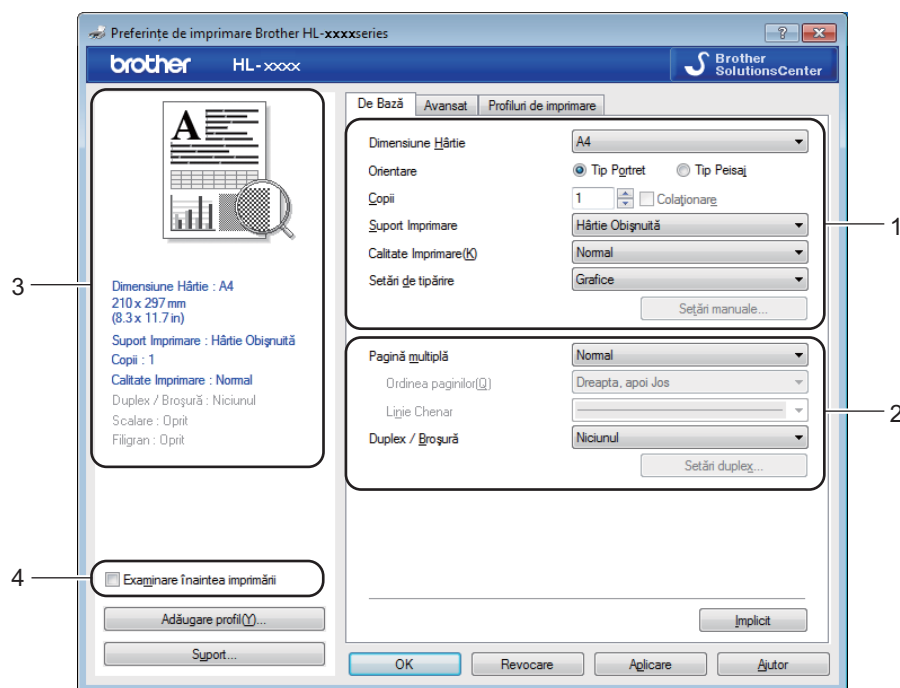 Preferințe de imprimare Brother HL-xxxxseries
brother HL-xxxx
Brother SolutionsCenter
De Bază Avansat Profiluri de imprimare
A
Dimensiune Hârtie A4
Orientare Tip Portret Tip Peisaj
Copii 1 Colaționare
Suport Imprimare Hârtie Obișnuită
Calitate Imprimare(K) Normal
Setări de tipărire Grafice
Setări manuale...
1
Pagină multiplă Normal
Ordinea paginilor(Q) Dreapta, apoi Jos
Linie Chenar
Duplex / Broșură Niciunul
Setări duplex...
2
3
Dimensiune Hârtie : A4
210 x 297 mm
(8.3 x 11.7 in)
Suport Imprimare : Hârtie Obișnuită
Copii : 1
Calitate Imprimare : Normal
Duplex / Broșură : Niciunul
Scalare : Oprit
Filigran : Oprit
4
Examinare înaintea imprimării
Adăugare profil(Y)...
Suport...
Implicit
OK Revocare Aplicare Ajutor